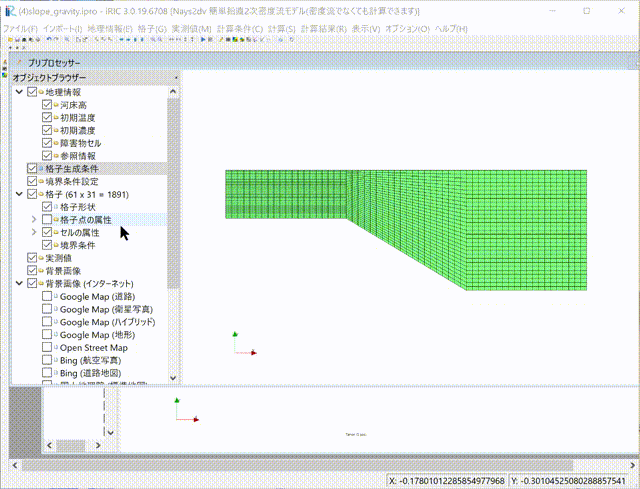 (4)slope_gravity.ipro - iRIC 3.0.19.6708 [Nays2dv 簡単鉛直2次密度流モデル(密度流でなくても計算できます)]
ファイル(F) インポート(I) 地理情報(E) 格子(G) 実測値(M) 計算条件(C) 計算(S) 計算結果(R) 表示(V) オプション(O) ヘルプ(H)
プリプロセッサー
オブジェクトブラウザー
地理情報
河床高
初期温度
初期濃度
障害物セル
参照情報
格子生成条件
境界条件設定
格子 (61 x 31 = 1891)
格子形状
格子点の属性
セルの属性
境界条件
実測値
背景画像
背景画像 (インターネット)
Google Map (道路)
Google Map (衛星写真)
Google Map (ハイブリッド)
Google Map (地形)
Open Street Map
Bing (航空写真)
Bing (道路地図)
X: -0.17801012285854977968 Y: -0.30104525080288857541